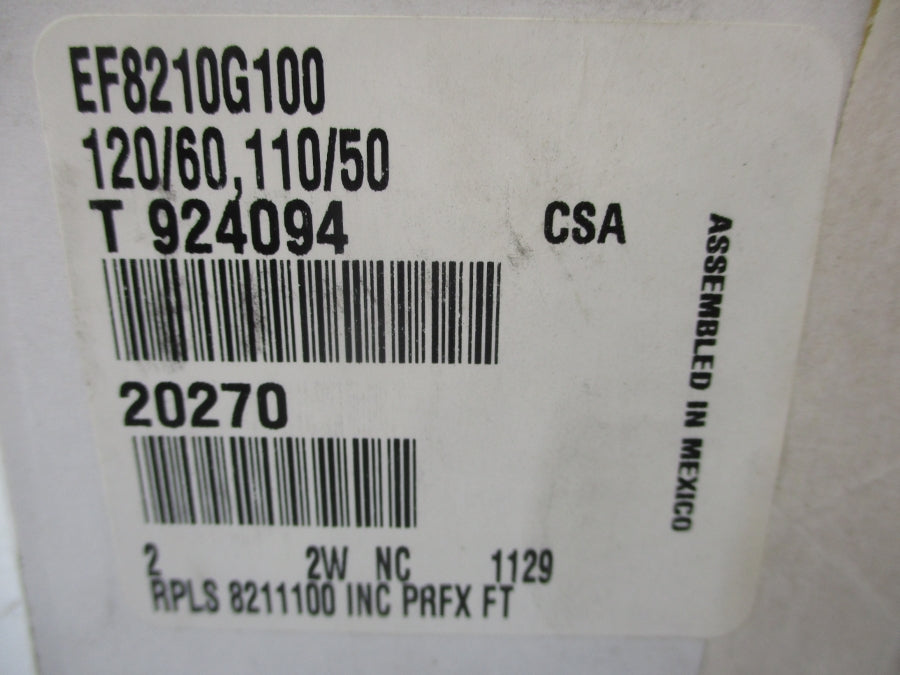 EF8210G100
120/60,110/50
T 924094
CSA
20270
2 2W NC 1129
RPLS 8211100 INC PRFX FT
ASSEMBLED IN MEXICO